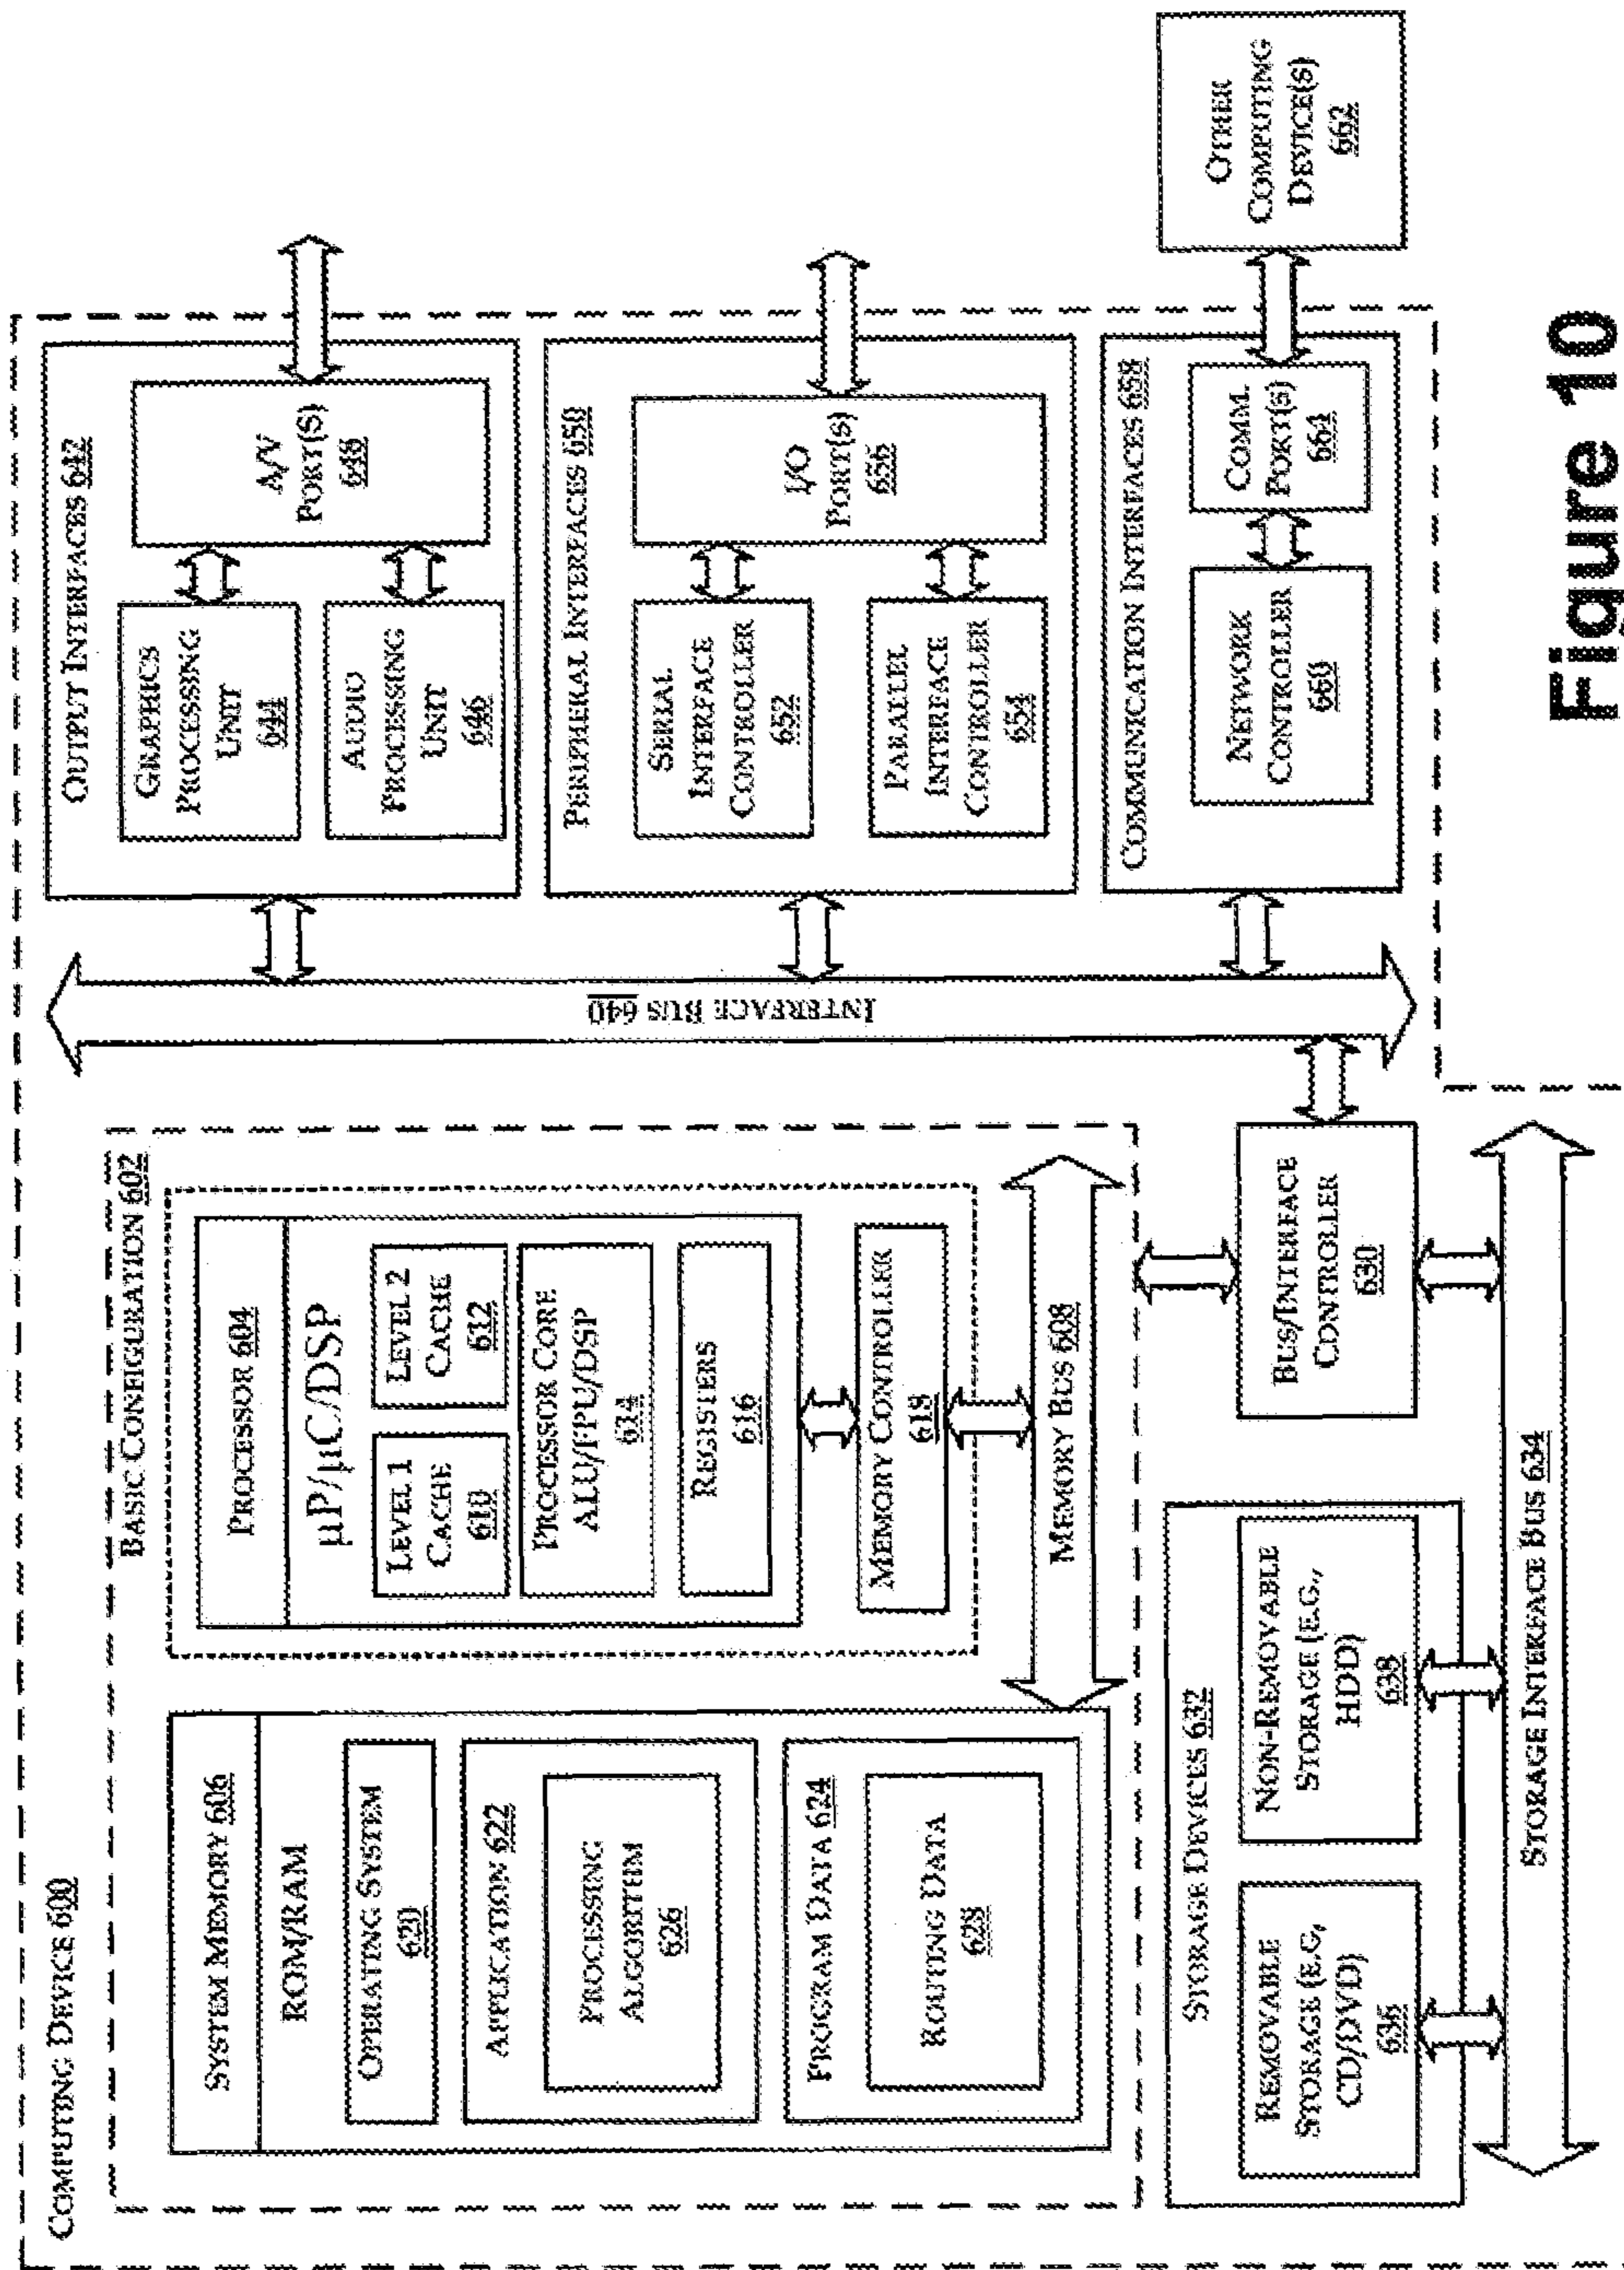 COMPUTING DEVICE 600
BASIC CONFIGURATION 602
SYSTEM MEMORY 606
ROM/RAM
OPERATING SYSTEM
620
APPLICATION 622
PROCESSING
ALGORITHM
626
PROGRAM DATA 624
ROUTING DATA
628
PROCESSOR 604
µP/µC/DSP
LEVEL 1
CACHE
610
LEVEL 2
CACHE
612
PROCESSOR CORE
ALU/FPU/DSP
614
REGISTERS
616
MEMORY CONTROLLER
618
MEMORY BUS 608
BUS/INTERFACE
CONTROLLER
630
STORAGE DEVICES 632
REMOVABLE
STORAGE (E.G,
CD/DVD)
636
NON-REMOVABLE
STORAGE (E.G.,
HDD)
638
STORAGE INTERFACE BUS 634
INTERFACE BUS 640
OUTPUT INTERFACES 642
GRAPHICS
PROCESSING
UNIT
644
AUDIO
PROCESSING
UNIT
646
A/V
PORT(S)
648
PERIPHERAL INTERFACES 650
SERIAL
INTERFACE
CONTROLLER
652
PARALLEL
INTERFACE
CONTROLLER
654
I/O
PORT(S)
656
COMMUNICATION INTERFACES 658
NETWORK
CONTROLLER
660
COMM
PORT(S)
664
OTHER
COMPUTING
DEVICE(S)
662
Figure 10